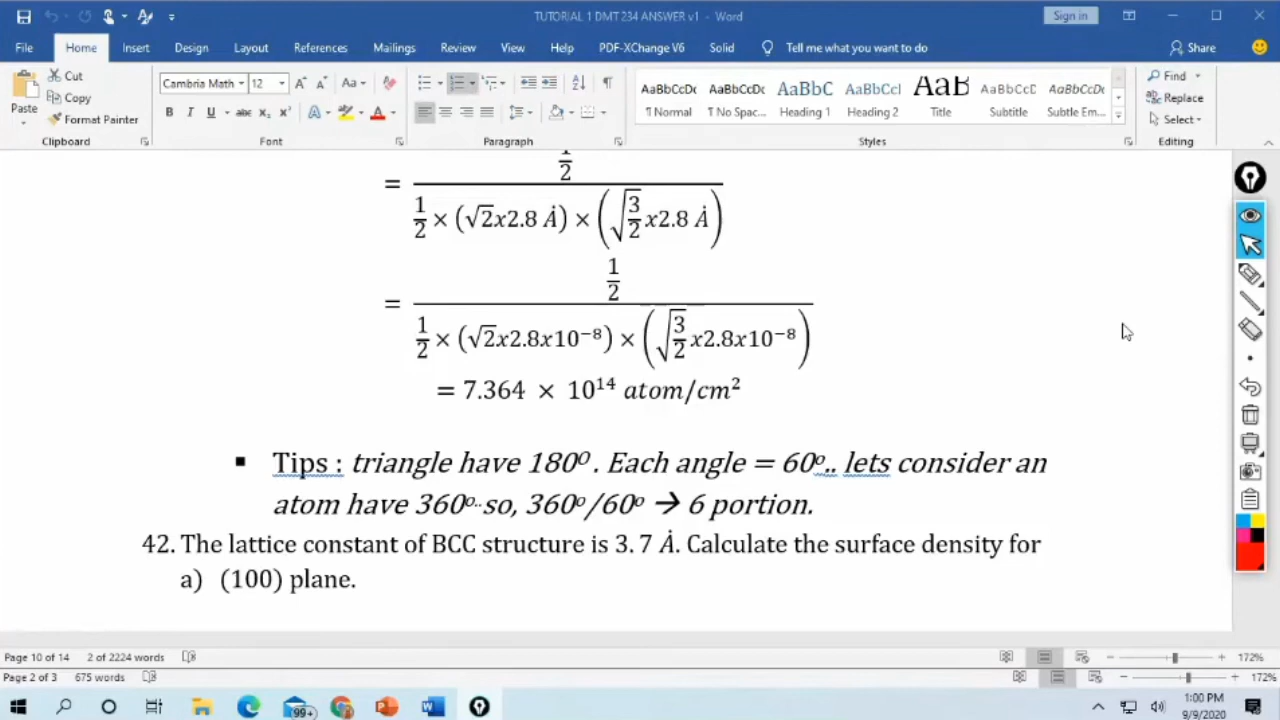 TUTORIAL 1 DMT 234 ANSWER v1 - Word
Sign in
File Home Insert Design Layout References Mailings Review View Help PDF-XChange V6 Solid Tell me what you want to do Share
Paste
Cut
Copy
Format Painter
Clipboard
Cambria Math 12
Font
Paragraph
AaBbCcDc AaBbCcDc AaBbC AaBbCcl AaB AaBbCcD AaBbCcDc
¶ Normal ¶ No Spac... Heading 1 Heading 2 Title Subtitle Subtle Em...
Styles
Find
Replace
Select
Editing
= 1/2 / (1/2 × (√2x2.8 Ȧ) × (√(3/2)x2.8 Ȧ))
= 1/2 / (1/2 × (√2x2.8x10⁻⁸) × (√(3/2)x2.8x10⁻⁸))
= 7.364 × 10¹⁴ atom/cm²
▪ Tips : triangle have 180⁰ . Each angle = 60ᵒ.. lets consider an
atom have 360ᵒ.. so, 360ᵒ/60ᵒ → 6 portion.
42. The lattice constant of BCC structure is 3. 7 Ȧ. Calculate the surface density for
a) (100) plane.
Page 10 of 14 2 of 2224 words 172%
Page 2 of 3 675 words 172%
99+
1:00 PM
9/9/2020